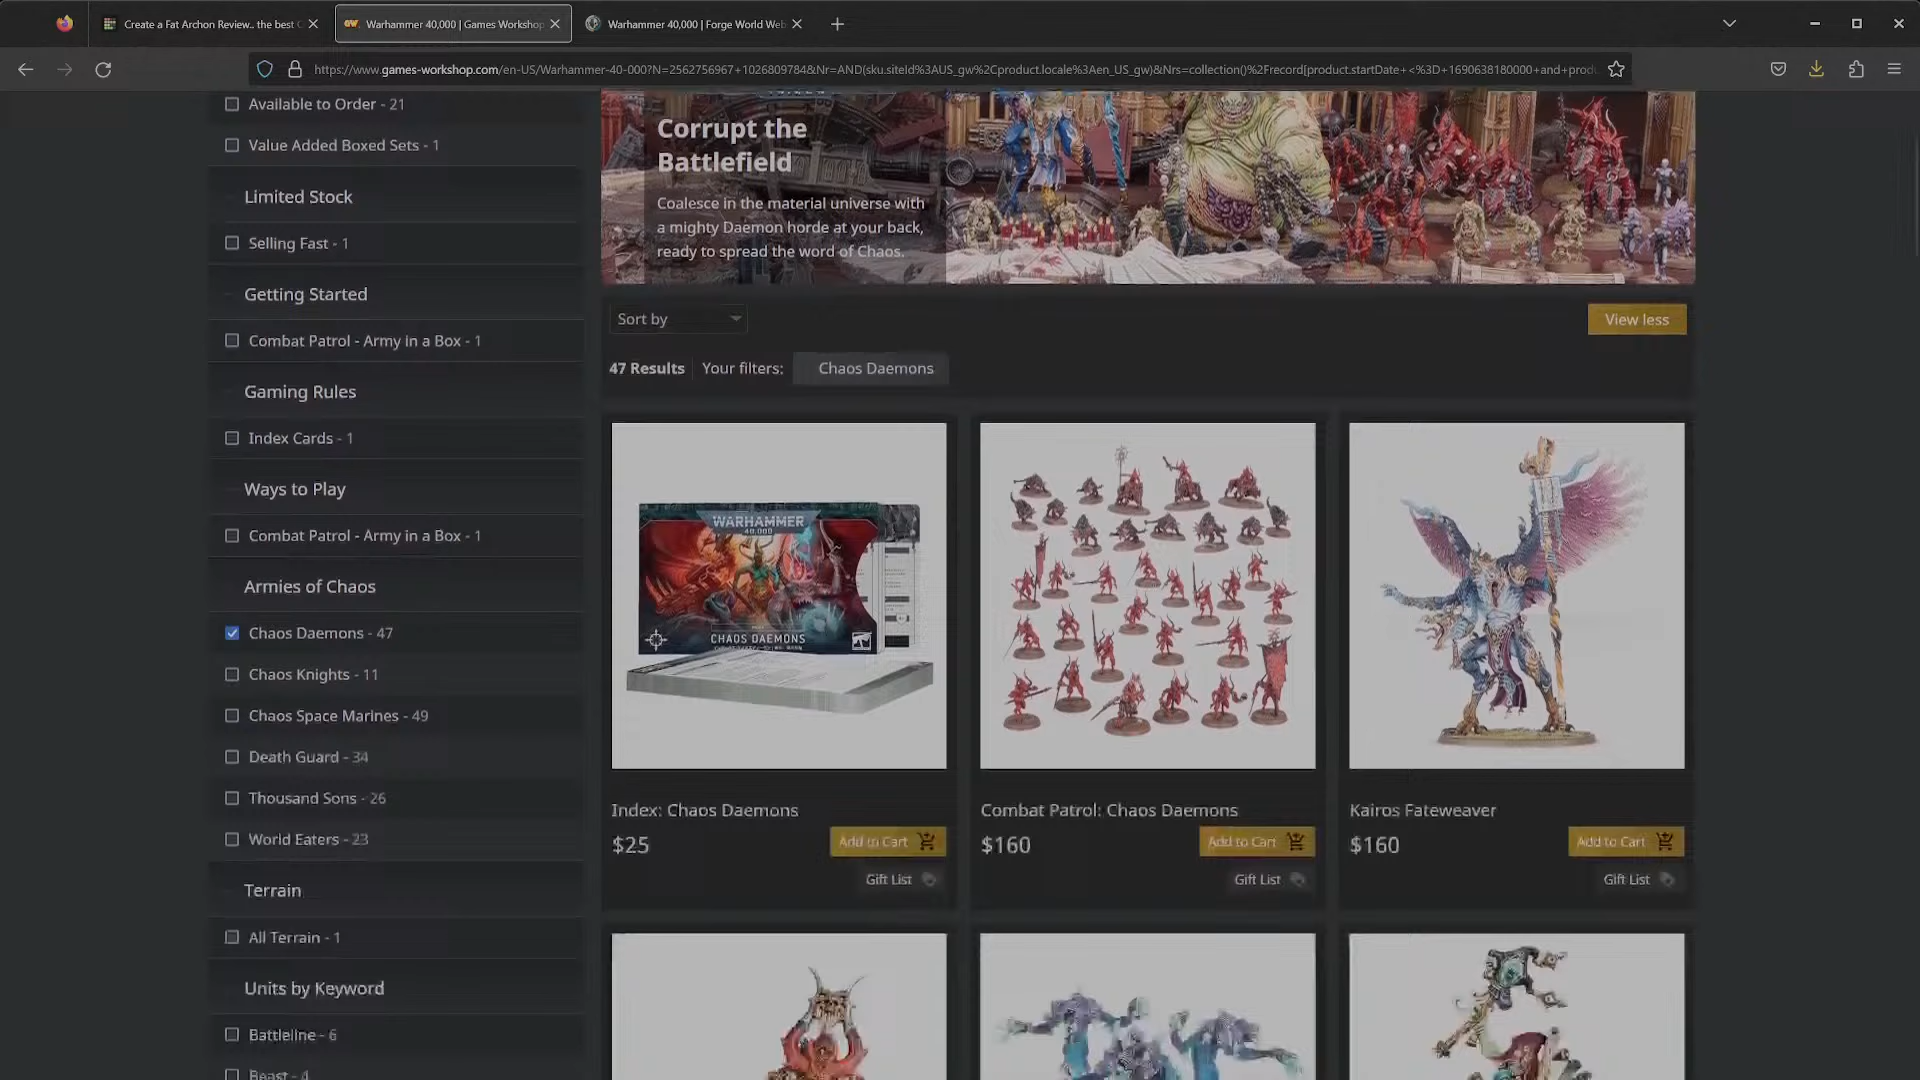 Create a Fat Archon Review.. the best
Warhammer 40,000 | Games Workshop
Warhammer 40,000 | Forge World Web
https://www.games-workshop.com/en-US/Warhammer-40-000?N=2562756967+1026809784&Nr=AND(sku.siteId%3AUS_gw%2Cproduct.locale%3Aen_US_gw)&Nrs=collection()%2Frecord[product.startDate+<%3D+1690638180000+and+prod
Available to Order - 21
Value Added Boxed Sets - 1
Limited Stock
Selling Fast - 1
Getting Started
Combat Patrol - Army in a Box - 1
Gaming Rules
Index Cards - 1
Ways to Play
Combat Patrol - Army in a Box - 1
Armies of Chaos
Chaos Daemons - 47
Chaos Knights - 11
Chaos Space Marines - 49
Death Guard - 34
Thousand Sons - 26
World Eaters - 23
Terrain
All Terrain - 1
Units by Keyword
Battleline - 6
Beast - 4
Corrupt the
Battlefield
Coalesce in the material universe with
a mighty Daemon horde at your back,
ready to spread the word of Chaos.
Sort by
View less
47 Results
Your filters:
Chaos Daemons
WARHAMMER
40,000
CHAOS DAEMONS
Index: Chaos Daemons
$25
Add to Cart
Gift List
Combat Patrol: Chaos Daemons
$160
Add to Cart
Gift List
Kairos Fateweaver
$160
Add to Cart
Gift List